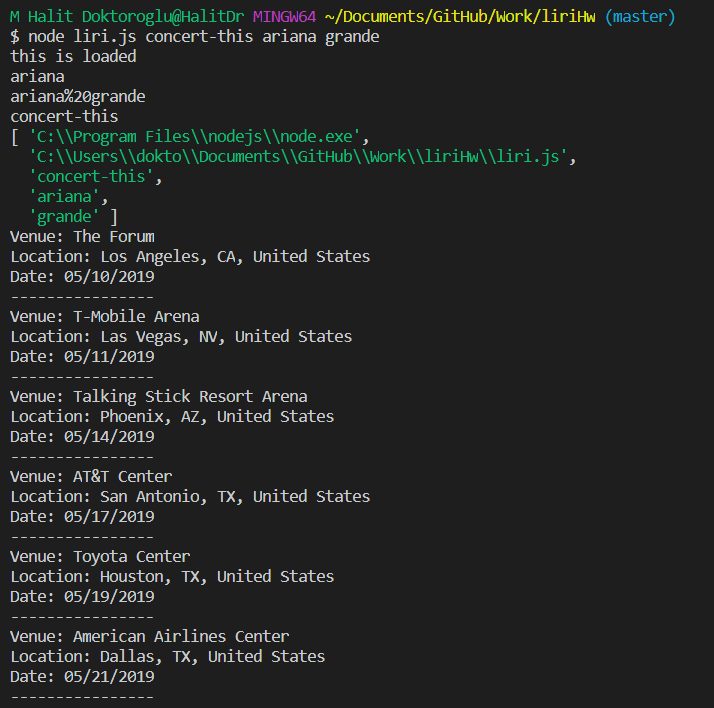 M Halit Doktoroglu@HalitDr MINGW64 ~/Documents/GitHub/Work/liriHw (master)
$ node liri.js concert-this ariana grande
this is loaded
ariana
ariana%20grande
concert-this
[ 'C:\\Program Files\\nodejs\\node.exe',
  'C:\\Users\\dokto\\Documents\\GitHub\\Work\\liriHw\\liri.js',
  'concert-this',
  'ariana',
  'grande' ]
Venue: The Forum
Location: Los Angeles, CA, United States
Date: 05/10/2019
----------------
Venue: T-Mobile Arena
Location: Las Vegas, NV, United States
Date: 05/11/2019
----------------
Venue: Talking Stick Resort Arena
Location: Phoenix, AZ, United States
Date: 05/14/2019
----------------
Venue: AT&T Center
Location: San Antonio, TX, United States
Date: 05/17/2019
----------------
Venue: Toyota Center
Location: Houston, TX, United States
Date: 05/19/2019
----------------
Venue: American Airlines Center
Location: Dallas, TX, United States
Date: 05/21/2019
----------------